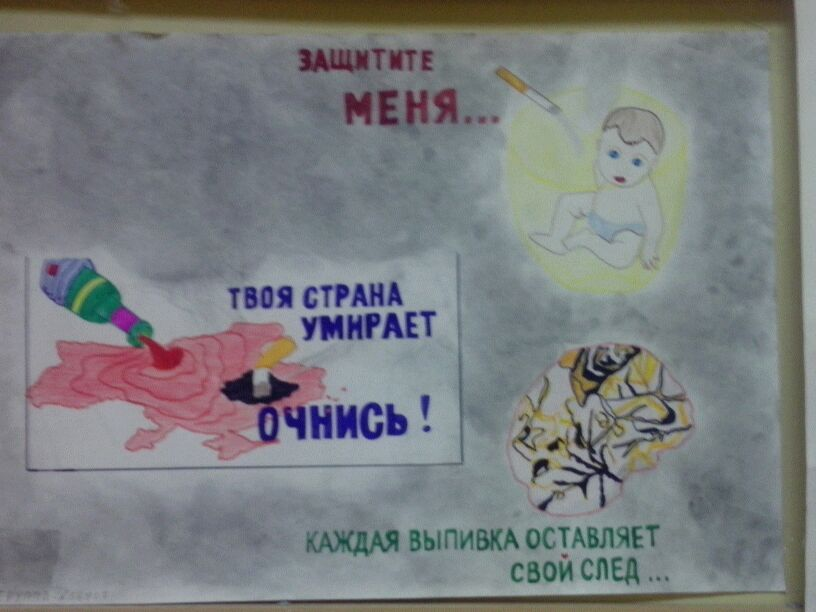 ЗАЩИТИТЕ
МЕНЯ...
ТВОЯ СТРАНА
УМИРАЕТ
ОЧНИСЬ!
КАЖДАЯ ВЫПИВКА ОСТАВЛЯЕТ
СВОЙ СЛЕД ...